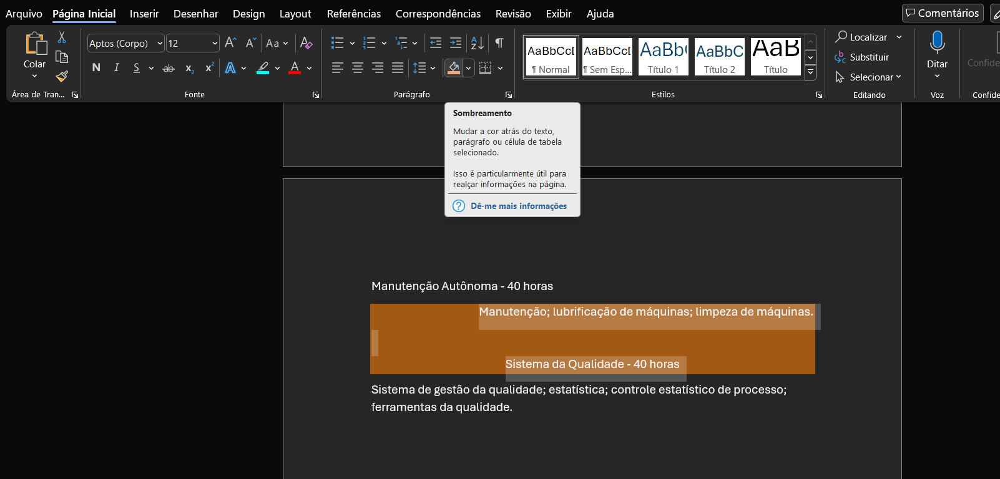 Arquivo Página Inicial Inserir Desenhar Design Layout Referências Correspondências Revisão Exibir Ajuda Comentários
Colar
Área de Tran...
Aptos (Corpo) 12 Aa
N I S ab x₂ x² A A
Fonte
A Z ¶
Parágrafo
AaBbCcD AaBbCcD AaBb( AaBbC AaB
¶ Normal ¶ Sem Esp... Título 1 Título 2 Título
Estilos
Localizar
Substituir
Selecionar
Editando
Ditar
Voz
Confide
Confide
Sombreamento
Mudar a cor atrás do texto,
parágrafo ou célula de tabela
selecionado.
Isso é particularmente útil para
realçar informações na página.
Dê-me mais informações
Manutenção Autônoma - 40 horas
Manutenção; lubrificação de máquinas; limpeza de máquinas.
Sistema da Qualidade - 40 horas
Sistema de gestão da qualidade; estatística; controle estatístico de processo;
ferramentas da qualidade.